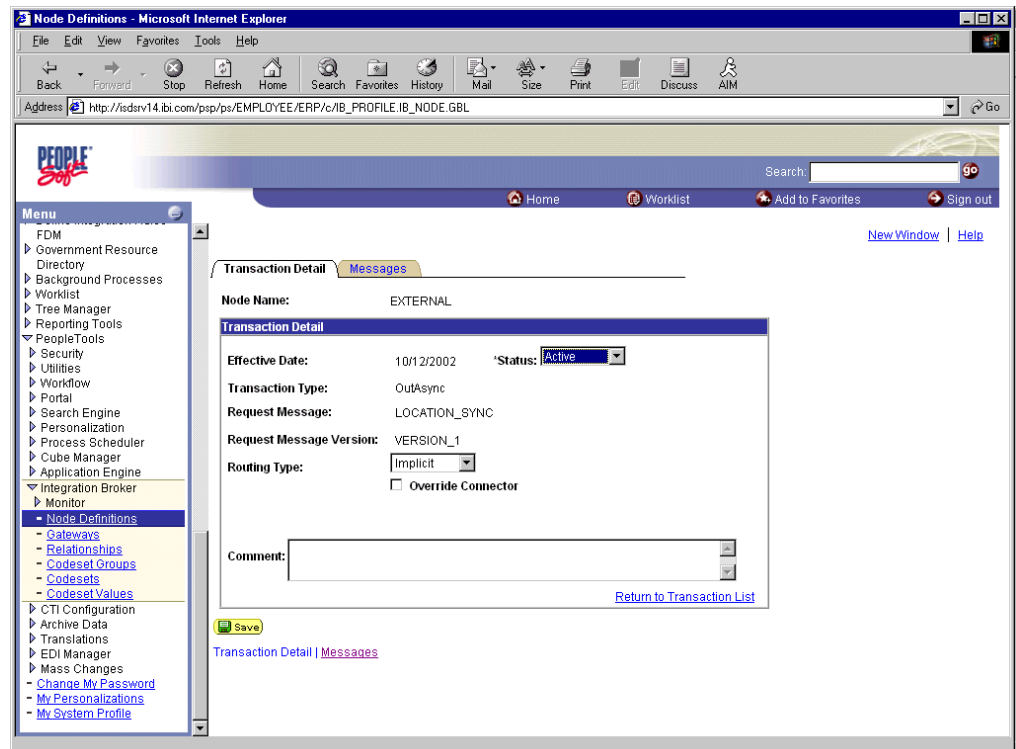 Node Definitions - Microsoft Internet Explorer
File Edit View Favorites Tools Help
Back Forward Stop Refresh Home Search Favorites History Mail Size Print Edit Discuss AIM
Address http://isdsrv14.ibi.com/psp/ps/EMPLOYEE/ERP/c/IB_PROFILE.IB_NODE.GBL Go
PEOPLE Soft
Search: go
Home Worklist Add to Favorites Sign out
Menu
FDM
Government Resource
Directory
Background Processes
Worklist
Tree Manager
Reporting Tools
PeopleTools
Security
Utilities
Workflow
Portal
Search Engine
Personalization
Process Scheduler
Cube Manager
Application Engine
Integration Broker
Monitor
- Node Definitions
- Gateways
- Relationships
- Codeset Groups
- Codesets
- Codeset Values
CTI Configuration
Archive Data
Translations
EDI Manager
Mass Changes
- Change My Password
- My Personalizations
- My System Profile
New Window | Help
Transaction Detail Messages
Node Name: EXTERNAL
Transaction Detail
Effective Date: 10/12/2002 *Status: Active
Transaction Type: OutAsync
Request Message: LOCATION_SYNC
Request Message Version: VERSION_1
Routing Type: Implicit
Override Connector
Comment:
Return to Transaction List
Save
Transaction Detail | Messages